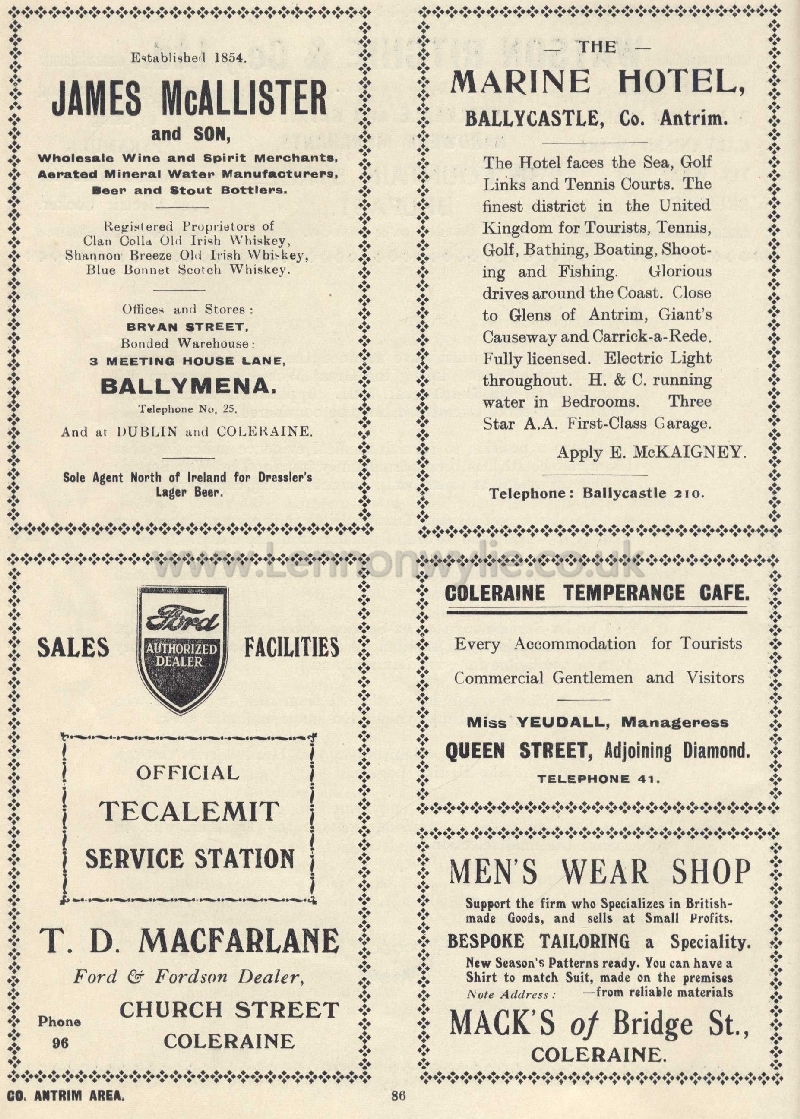 Established 1854.
JAMES McALLISTER
and SON,
Wholesale Wine and Spirit Merchants,
Aerated Mineral Water Manufacturers,
Beer and Stout Bottlers.
Registered Proprietors of
Clan Colla Old Irish Whiskey,
Shannon Breeze Old Irish Whiskey,
Blue Bonnet Scotch Whiskey.
Offices and Stores :
BRYAN STREET,
Bonded Warehouse :
3 MEETING HOUSE LANE,
BALLYMENA.
Telephone No. 25.
And at DUBLIN and COLERAINE.
Sole Agent North of Ireland for Dressler's
Lager Beer.
— THE —
MARINE HOTEL,
BALLYCASTLE, Co. Antrim.
The Hotel faces the Sea, Golf
Links and Tennis Courts. The
finest district in the United
Kingdom for Tourists, Tennis,
Golf, Bathing, Boating, Shoot-
ing and Fishing. Glorious
drives around the Coast. Close
to Glens of Antrim, Giant's
Causeway and Carrick-a-Rede.
Fully licensed. Electric Light
throughout. H. & C. running
water in Bedrooms. Three
Star A.A. First-Class Garage.
Apply E. McKAIGNEY.
Telephone : Ballycastle 210.
www.Lennonwylie.co.uk
SALES
Ford
AUTHORIZED
DEALER
FACILITIES
OFFICIAL
TECALEMIT
SERVICE STATION
T. D. MACFARLANE
Ford & Fordson Dealer,
CHURCH STREET
Phone
96
COLERAINE
COLERAINE TEMPERANCE CAFE.
Every Accommodation for Tourists
Commercial Gentlemen and Visitors
Miss YEUDALL, Manageress
QUEEN STREET, Adjoining Diamond.
TELEPHONE 41.
MEN'S WEAR SHOP
Support the firm who Specializes in British-
made Goods, and sells at Small Profits.
BESPOKE TAILORING a Speciality.
New Season's Patterns ready. You can have a
Shirt to match Suit, made on the premises
Note Address : —from reliable materials
MACK'S of Bridge St.,
COLERAINE.
CO. ANTRIM AREA.
86